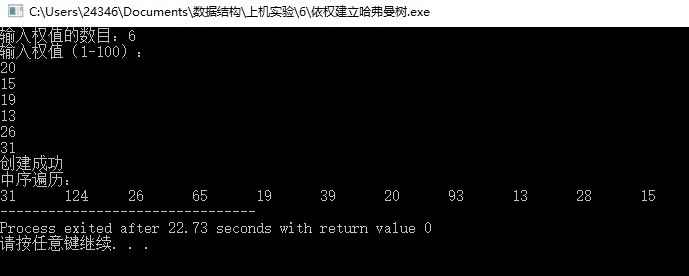 C:\Users\24346\Documents\数据结构\上机实验\6\依权建立哈弗曼树.exe
输入权值的数目：6
输入权值（1-100）：
20
15
19
13
26
31
创建成功
中序遍历：
31 124 26 65 19 39 20 93 13 28 15
--------------------------------
Process exited after 22.73 seconds with return value 0
请按任意键继续. . .